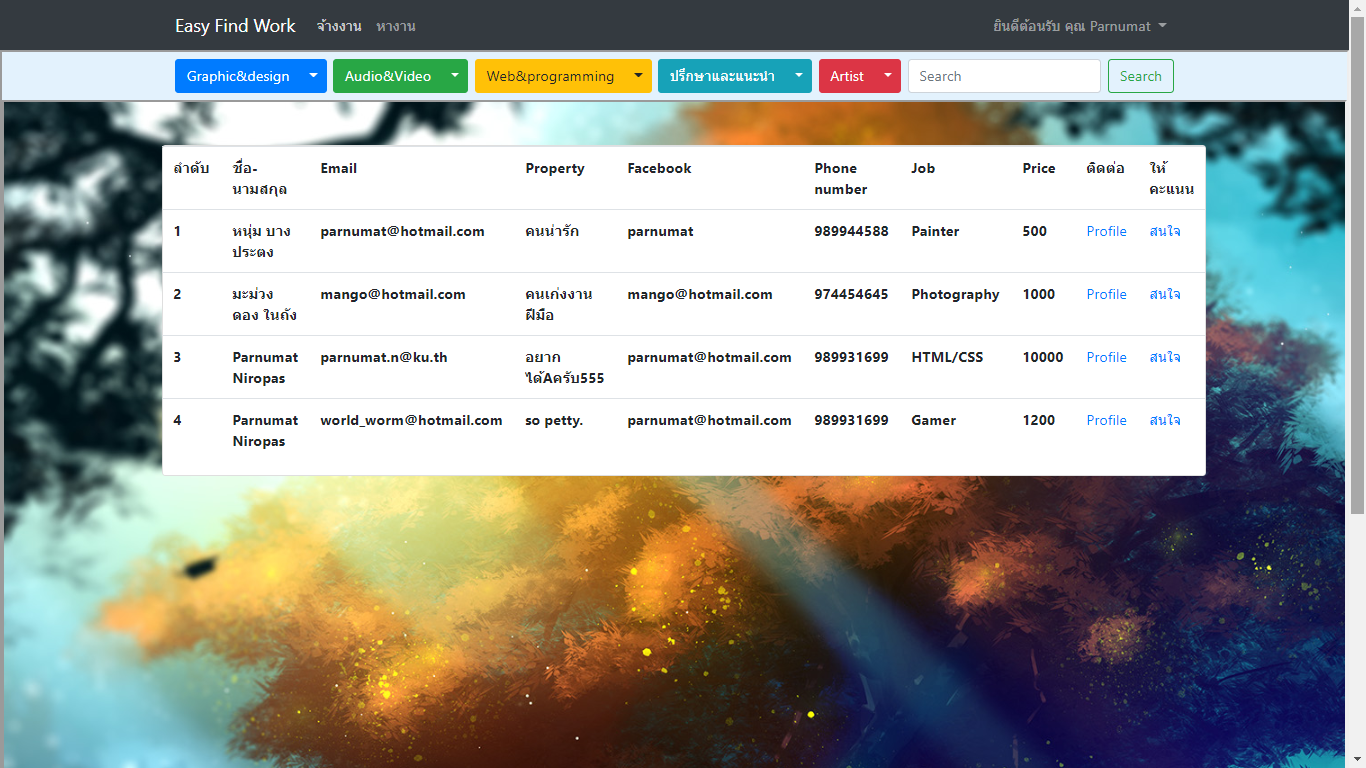 Easy Find Work จ้างงาน หางาน ยินดีต้อนรับ คุณ Parnumat
Graphic&design Audio&Video Web&programming ปรึกษาและแนะนำ Artist Search Search
ลำดับ ชื่อ-นามสกุล Email Property Facebook Phone number Job Price ติดต่อ ให้คะแนน
1 หนุ่ม บางประตง parnumat@hotmail.com คนน่ารัก parnumat 989944588 Painter 500 Profile สนใจ
2 มะม่วงดอง ในถัง mango@hotmail.com คนเก่งงานฝีมือ mango@hotmail.com 974454645 Photography 1000 Profile สนใจ
3 Parnumat Niropas parnumat.n@ku.th อยากได้Aครับ555 parnumat@hotmail.com 989931699 HTML/CSS 10000 Profile สนใจ
4 Parnumat Niropas world_worm@hotmail.com so petty. parnumat@hotmail.com 989931699 Gamer 1200 Profile สนใจ